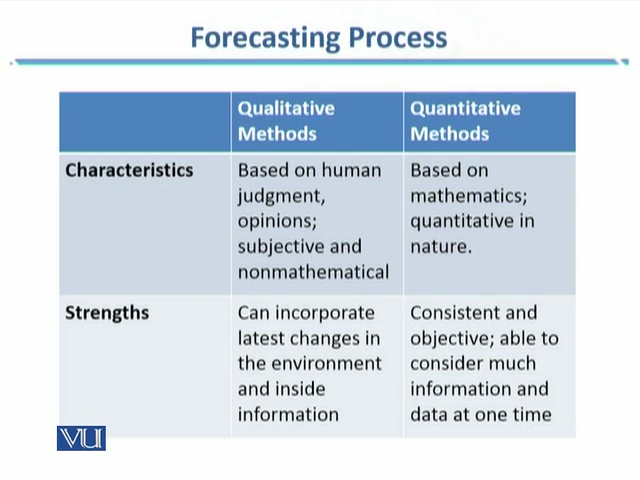 Forecasting Process
Qualitative
Methods
Quantitative
Methods
Characteristics
Based on human
judgment,
opinions;
subjective and
nonmathematical
Based on
mathematics;
quantitative in
nature.
Strengths
Can incorporate
latest changes in
the environment
and inside
information
Consistent and
objective; able to
consider much
information and
data at one time
VU